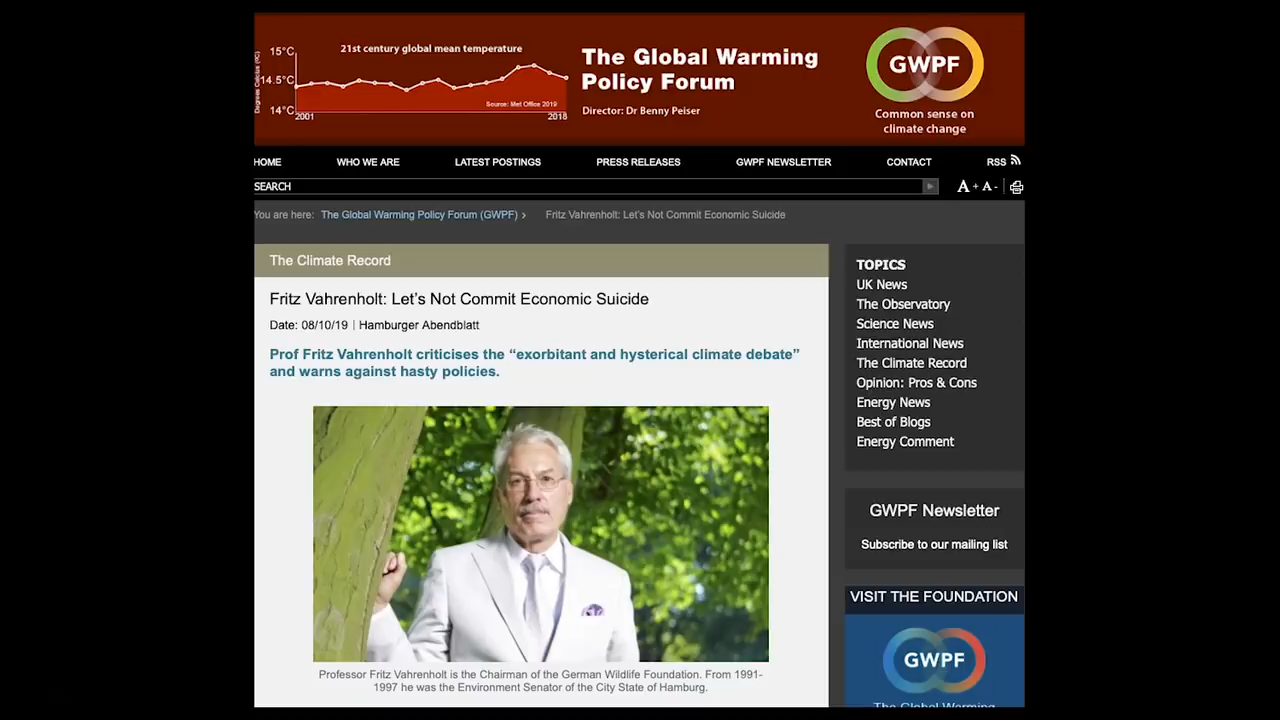 15°C
21st century global mean temperature
14.5°C
Degrees Celsius (°C)
Source: Met Office 2019
14°C
2001
2018
The Global Warming
Policy Forum
Director: Dr Benny Peiser
GWPF
Common sense on
climate change
HOME WHO WE ARE LATEST POSTINGS PRESS RELEASES GWPF NEWSLETTER CONTACT RSS
SEARCH
A + A -
You are here: The Global Warming Policy Forum (GWPF) › Fritz Vahrenholt: Let's Not Commit Economic Suicide
The Climate Record
Fritz Vahrenholt: Let’s Not Commit Economic Suicide
Date: 08/10/19 | Hamburger Abendblatt
Prof Fritz Vahrenholt criticises the “exorbitant and hysterical climate debate”
and warns against hasty policies.
Professor Fritz Vahrenholt is the Chairman of the German Wildlife Foundation. From 1991-
1997 he was the Environment Senator of the City State of Hamburg.
TOPICS
UK News
The Observatory
Science News
International News
The Climate Record
Opinion: Pros & Cons
Energy News
Best of Blogs
Energy Comment
GWPF Newsletter
Subscribe to our mailing list
VISIT THE FOUNDATION
GWPF
The Global Warming